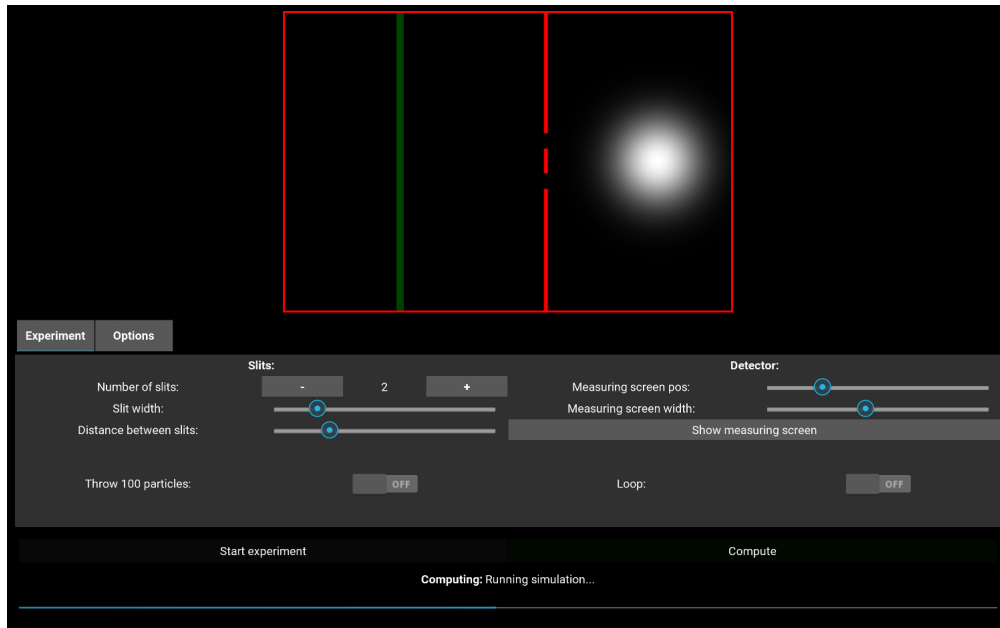 Experiment Options
Slits: Detector:
Number of slits: - 2 + Measuring screen pos:
Slit width: Measuring screen width:
Distance between slits: Show measuring screen
Throw 100 particles: OFF Loop: OFF
Start experiment Compute
Computing: Running simulation...